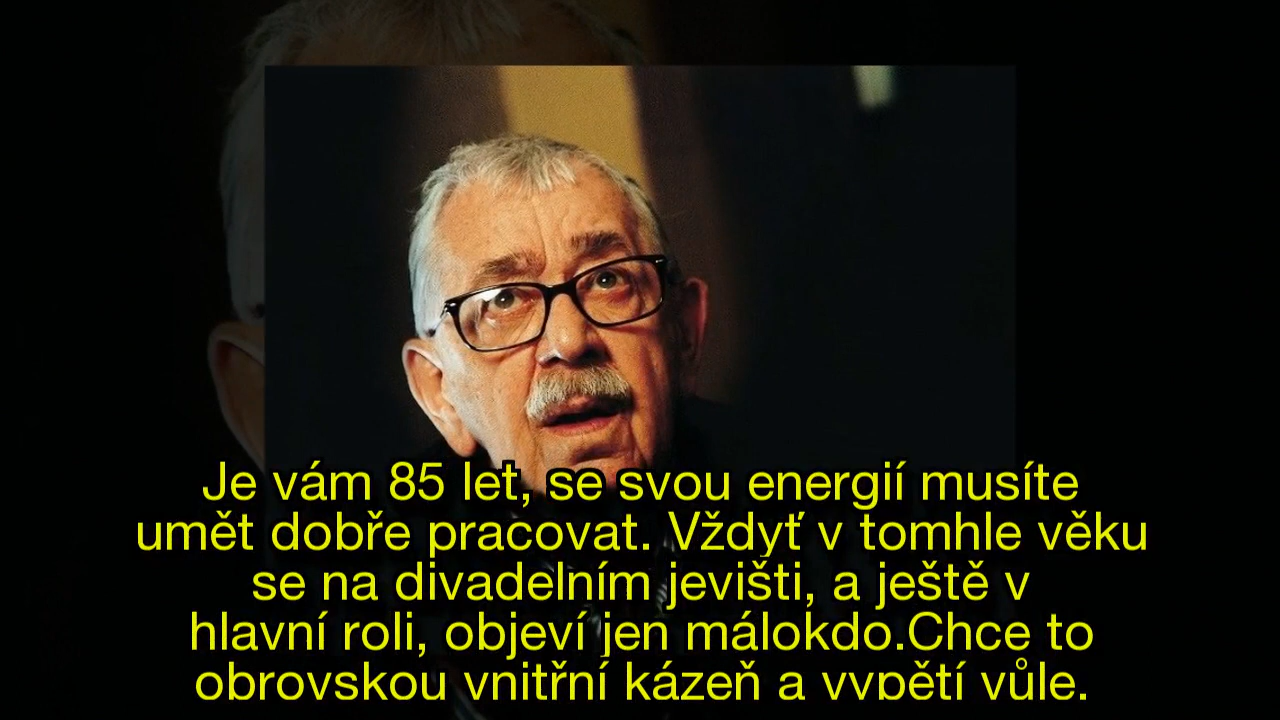 Je vám 85 let, se svou energií musíte
umět dobře pracovat. Vždyť v tomhle věku
se na divadelním jevišti, a ještě v
hlavní roli, objeví jen málokdo.Chce to
obrovskou vnitřní kázeň a vypětí vůle.